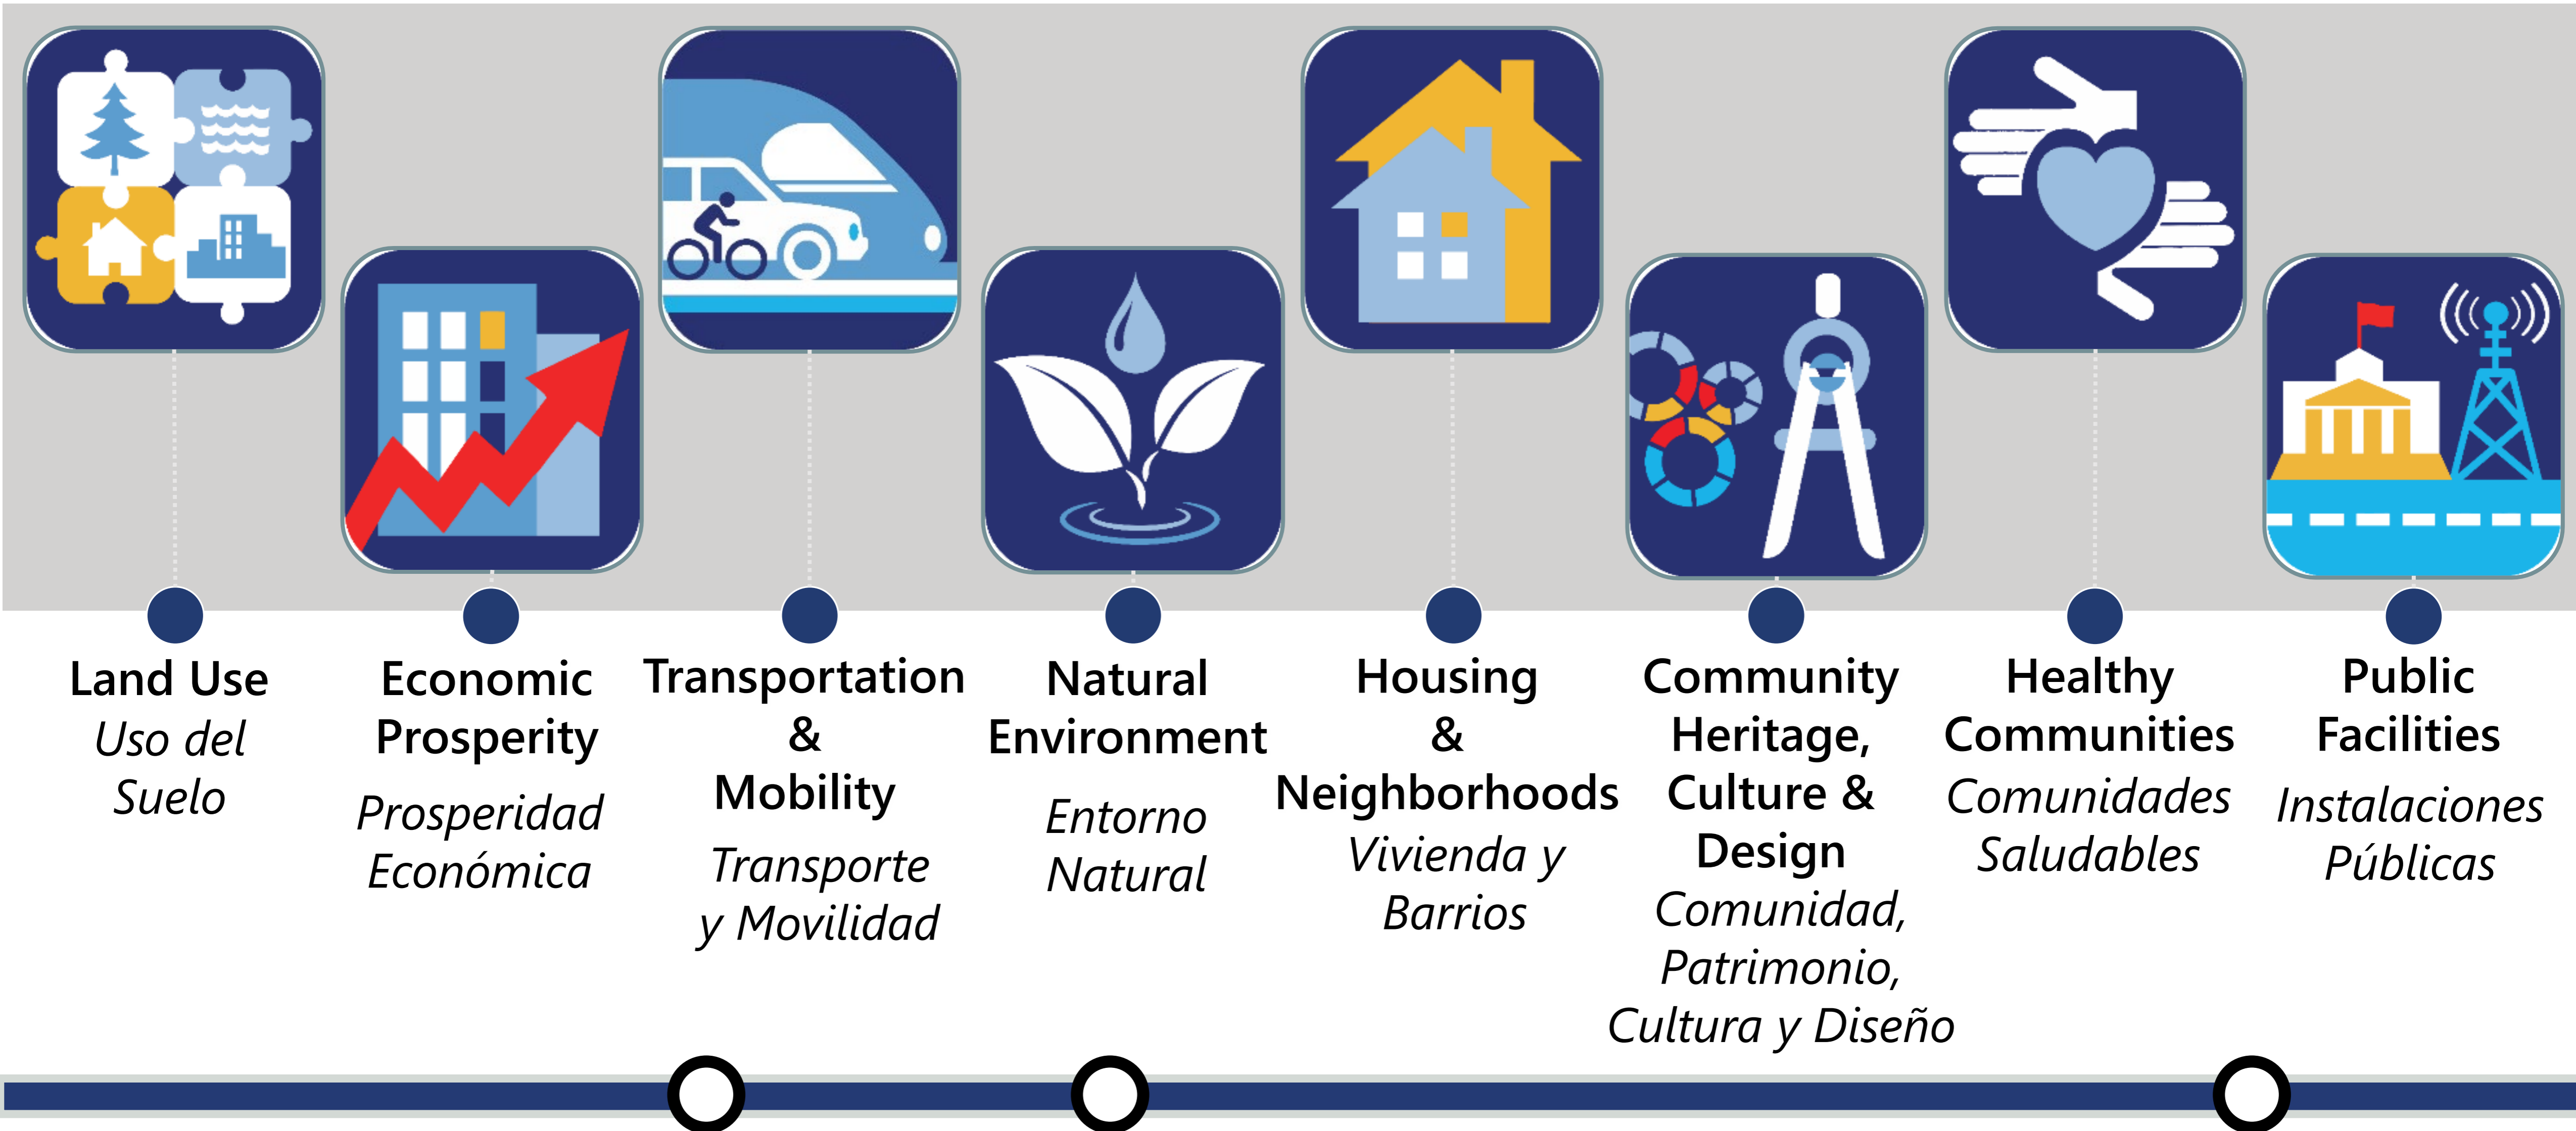 Land Use
Uso del
Suelo
Economic
Prosperity
Prosperidad
Económica
Transportation
&
Mobility
Transporte
y Movilidad
Natural
Environment
Entorno
Natural
Housing
&
Neighborhoods
Vivienda y
Barrios
Community
Heritage,
Culture &
Design
Comunidad,
Patrimonio,
Cultura y Diseño
Healthy
Communities
Comunidades
Saludables
Public
Facilities
Instalaciones
Públicas